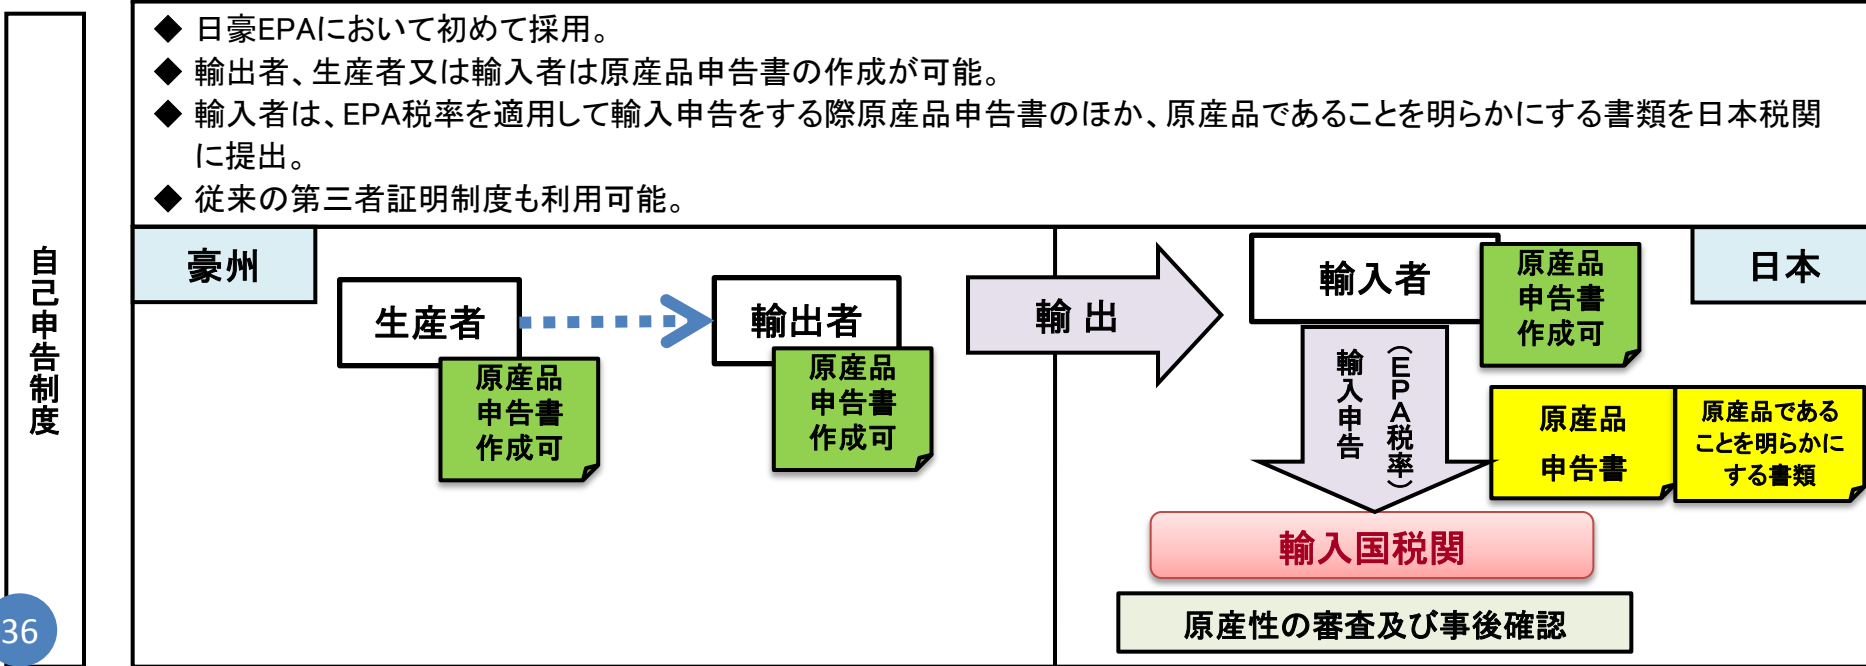 ◆ 日豪EPAにおいて初めて採用。
◆ 輸出者、生産者又は輸入者は原産品申告書の作成が可能。
◆ 輸入者は、EPA税率を適用して輸入申告をする際原産品申告書のほか、原産品であることを明らかにする書類を日本税関
に提出。
◆ 従来の第三者証明制度も利用可能。
自己申告制度
豪州
生産者
原産品
申告書
作成可
輸出者
原産品
申告書
作成可
輸 出
輸入者
原産品
申告書
作成可
日本
(EPA税率)
輸入申告
原産品
申告書
原産品である
ことを明らかに
する書類
輸入国税関
原産性の審査及び事後確認
36